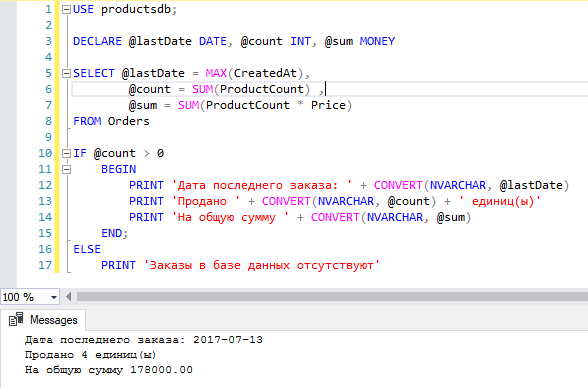 1 USE productsdb;
2
3 DECLARE @lastDate DATE, @count INT, @sum MONEY
4
5 SELECT @lastDate = MAX(CreatedAt),
6 @count = SUM(ProductCount) ,
7 @sum = SUM(ProductCount * Price)
8 FROM Orders
9
10 IF @count > 0
11 BEGIN
12 PRINT 'Дата последнего заказа: ' + CONVERT(NVARCHAR, @lastDate)
13 PRINT 'Продано ' + CONVERT(NVARCHAR, @count) + ' единиц(ы)'
14 PRINT 'На общую сумму ' + CONVERT(NVARCHAR, @sum)
15 END;
16 ELSE
17 PRINT 'Заказы в базе данных отсутствуют'
100 %
Messages
Дата последнего заказа: 2017-07-13
Продано 4 единиц(ы)
На общую сумму 178000.00